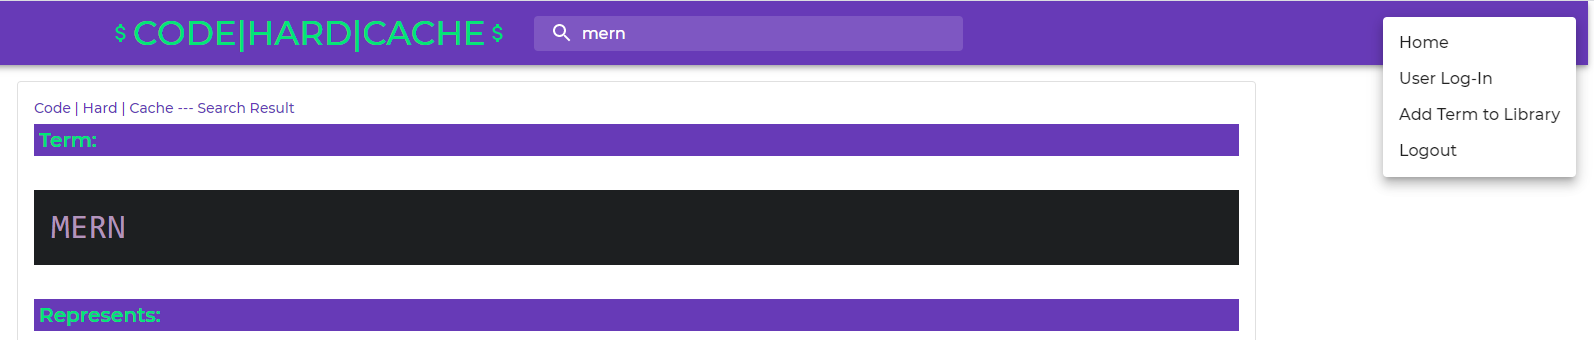 $ CODE|HARD|CACHE $
mern
Home
User Log-In
Add Term to Library
Logout
Code | Hard | Cache --- Search Result
Term:
MERN
Represents: